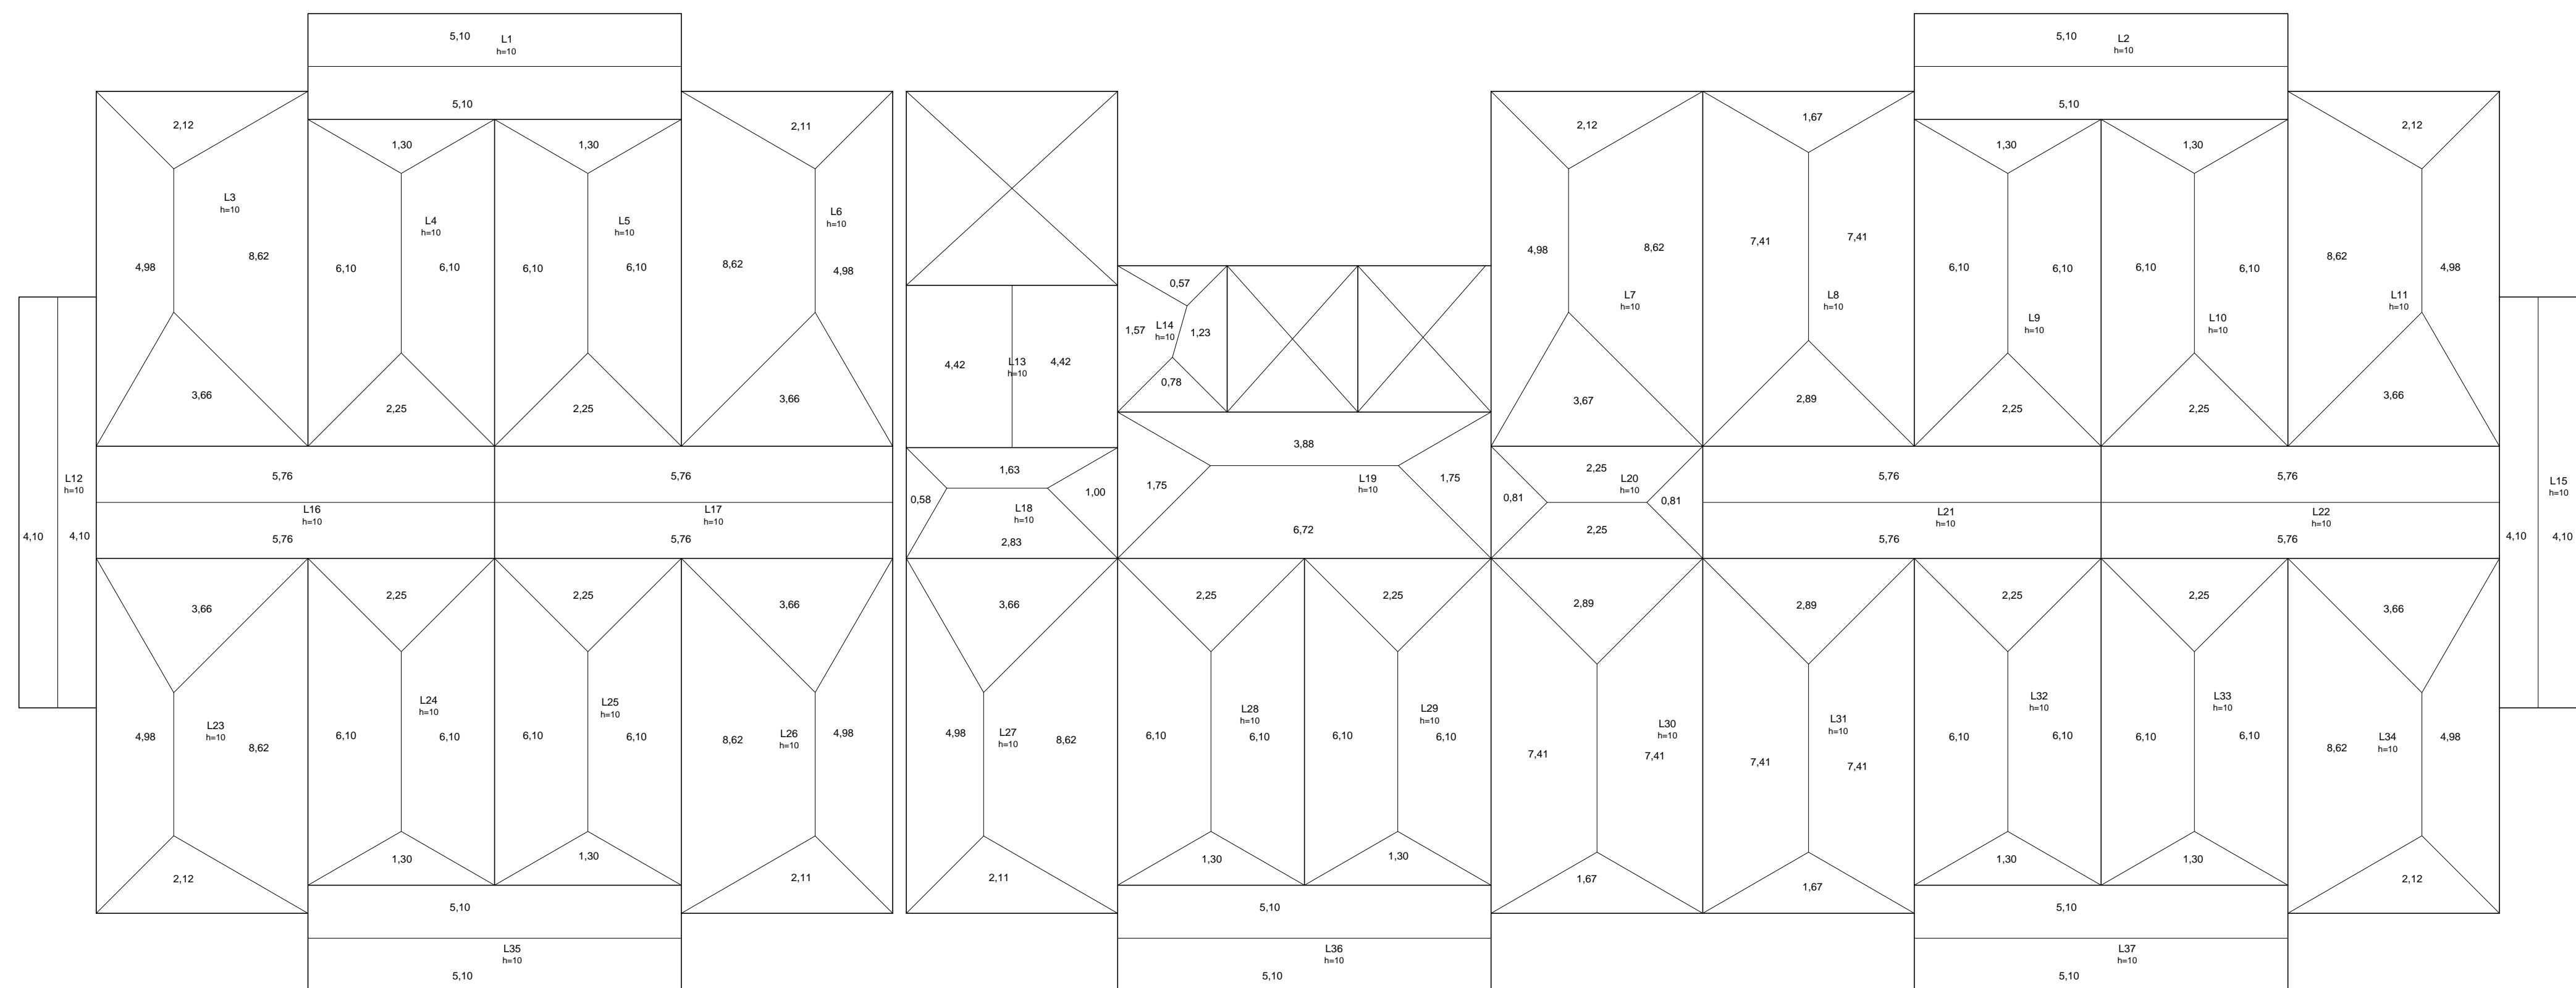 5,10 L1
h=10
5,10 L2
h=10
5,10
5,10
2,12
2,11
2,12
1,67
2,12
1,30
1,30
1,30
1,30
L3
h=10
L4
h=10
L5
h=10
L6
h=10
4,98
8,62
6,10
6,10
6,10
6,10
8,62
4,98
3,66
2,25
2,25
3,66
4,42
L13
h=10
4,42
0,57
1,57
L14
h=10
1,23
0,78
4,98
8,62
L7
h=10
3,67
7,41
7,41
L8
h=10
2,89
6,10
6,10
L9
h=10
2,25
6,10
6,10
L10
h=10
2,25
8,62
4,98
L11
h=10
3,66
L12
h=10
4,10
4,10
5,76
L16
h=10
5,76
5,76
L17
h=10
5,76
1,63
0,58
1,00
L18
h=10
2,83
3,88
1,75
L19
h=10
1,75
6,72
2,25
L20
h=10
0,81
0,81
2,25
5,76
L21
h=10
5,76
5,76
L22
h=10
5,76
L15
h=10
4,10
4,10
3,66
4,98
L23
h=10
8,62
2,12
2,25
L24
h=10
6,10
6,10
1,30
2,25
L25
h=10
6,10
6,10
1,30
3,66
8,62
L26
h=10
4,98
2,11
3,66
4,98
L27
h=10
8,62
2,11
2,25
L28
h=10
6,10
6,10
1,30
2,25
L29
h=10
6,10
6,10
1,30
2,89
L30
h=10
7,41
7,41
1,67
2,89
L31
h=10
7,41
7,41
1,67
2,25
L32
h=10
6,10
6,10
1,30
2,25
L33
h=10
6,10
6,10
1,30
3,66
8,62
L34
h=10
4,98
2,12
5,10
L35
h=10
5,10
5,10
L36
h=10
5,10
5,10
L37
h=10
5,10